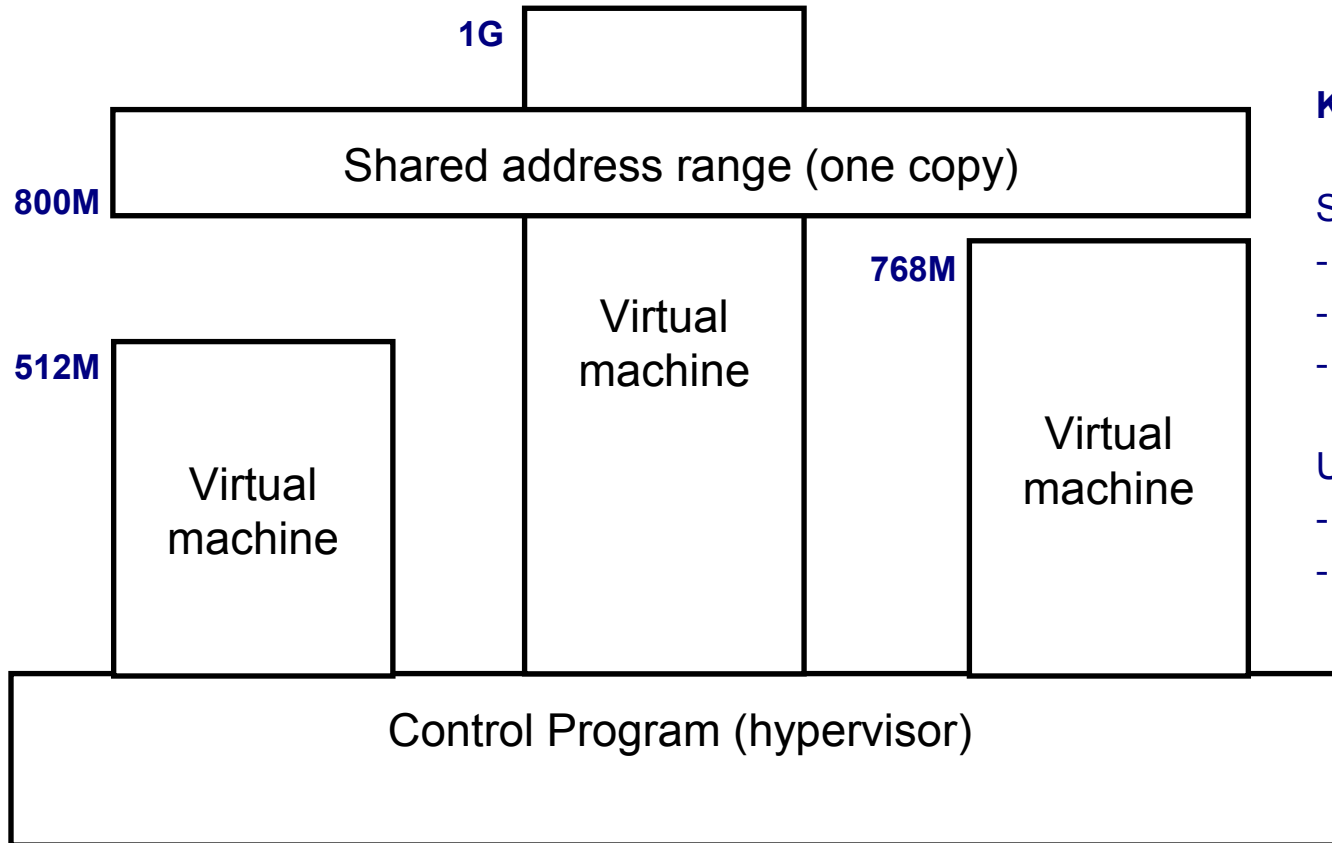 1G
Shared address range (one copy)
800M
768M
Virtual
machine
512M
Virtual
machine
Virtual
machine
Control Program (hypervisor)
K
S
-
-
-
U
-
-